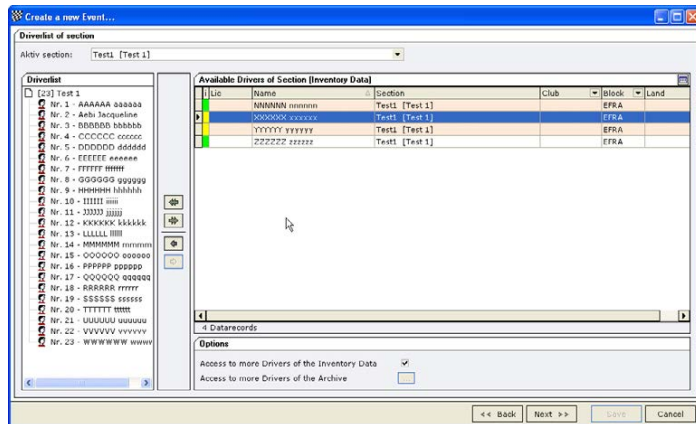 Create a new Event...
Driverlist of section
Aktiv section: Test1 [Test 1]
Driverlist
[23] Test 1
Nr. 1 - AAAAAA aaaaaa
Nr. 2 - Aebi Jacqueline
Nr. 3 - BBBBBB bbbbbb
Nr. 4 - CCCCCC cccccc
Nr. 5 - DDDDDD dddddd
Nr. 6 - EEEEEE eeeeee
Nr. 7 - FFFFFF fffffff
Nr. 8 - GGGGGG gggggg
Nr. 9 - HHHHHH hhhhhh
Nr. 10 - IIIIII iiiiii
Nr. 11 - JJJJJJ jjjjjj
Nr. 12 - KKKKKK kkkkkk
Nr. 13 - LLLLLL llllll
Nr. 14 - MMMMMM mmmmm
Nr. 15 - OOOOOO oooooo
Nr. 16 - PPPPPP pppppp
Nr. 17 - QQQQQQ qqqqqq
Nr. 18 - RRRRRR rrrrrr
Nr. 19 - SSSSSS ssssss
Nr. 20 - TTTTTT tttttt
Nr. 21 - UUUUUU uuuuuu
Nr. 22 - VVVVVV vvvvvv
Nr. 23 - WWWWWW wwww
Available Drivers of Section [Inventory Data]
i Lic Name Section Club Block Land
NNNNNN nnnnnn Test1 [Test 1] EFRA
XXXXXX xxxxxx Test1 [Test 1] EFRA
YYYYYY yyyyyy Test1 [Test 1] EFRA
ZZZZZZ zzzzzz Test1 [Test 1] EFRA
4 Datarecords
Options
Access to more Drivers of the Inventory Data
Access to more Drivers of the Archive
<< Back Next >> Save Cancel